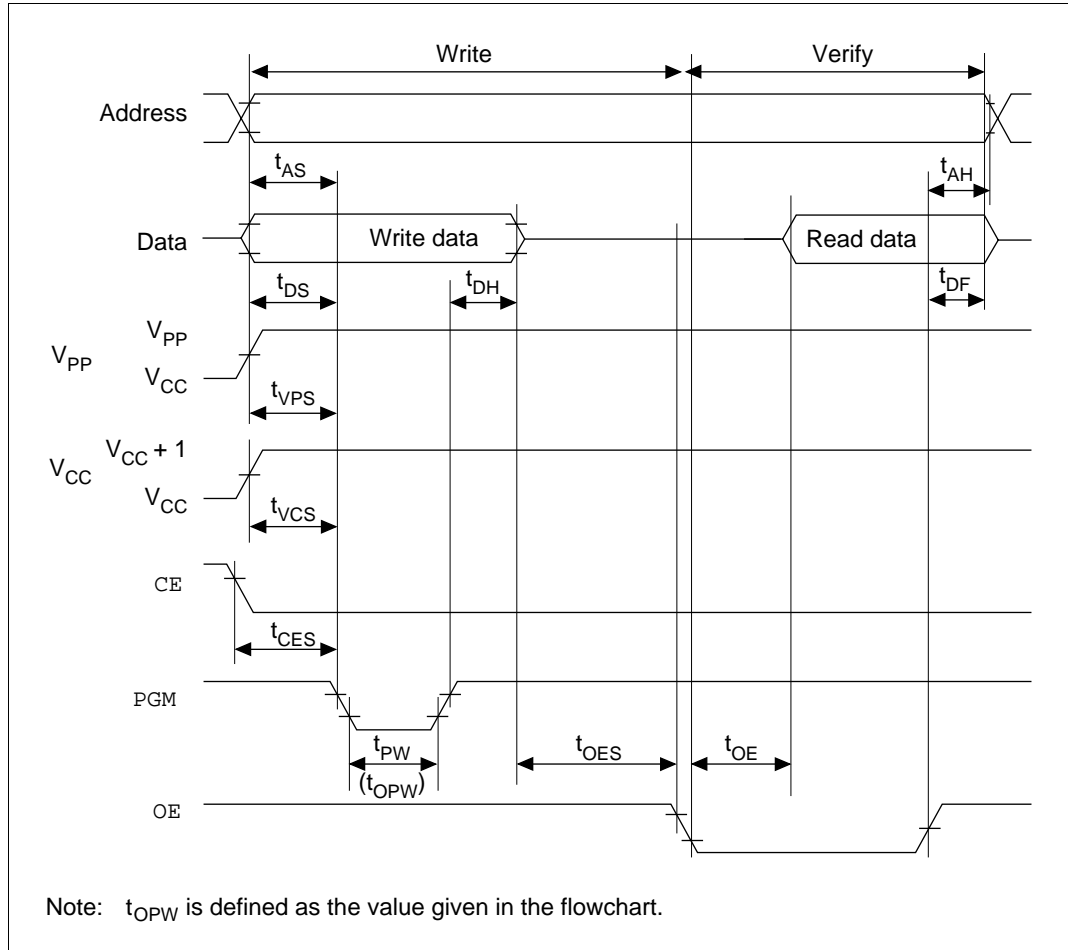 Write Verify
Address
tAS tAH
Data Write data Read data
tDS tDH tDF
VPP
VPP
VCC
tVPS
VCC + 1
VCC
VCC
tVCS
CE
tCES
PGM
tPW tOES tOE
(tOPW)
OE
Note: tOPW is defined as the value given in the flowchart.